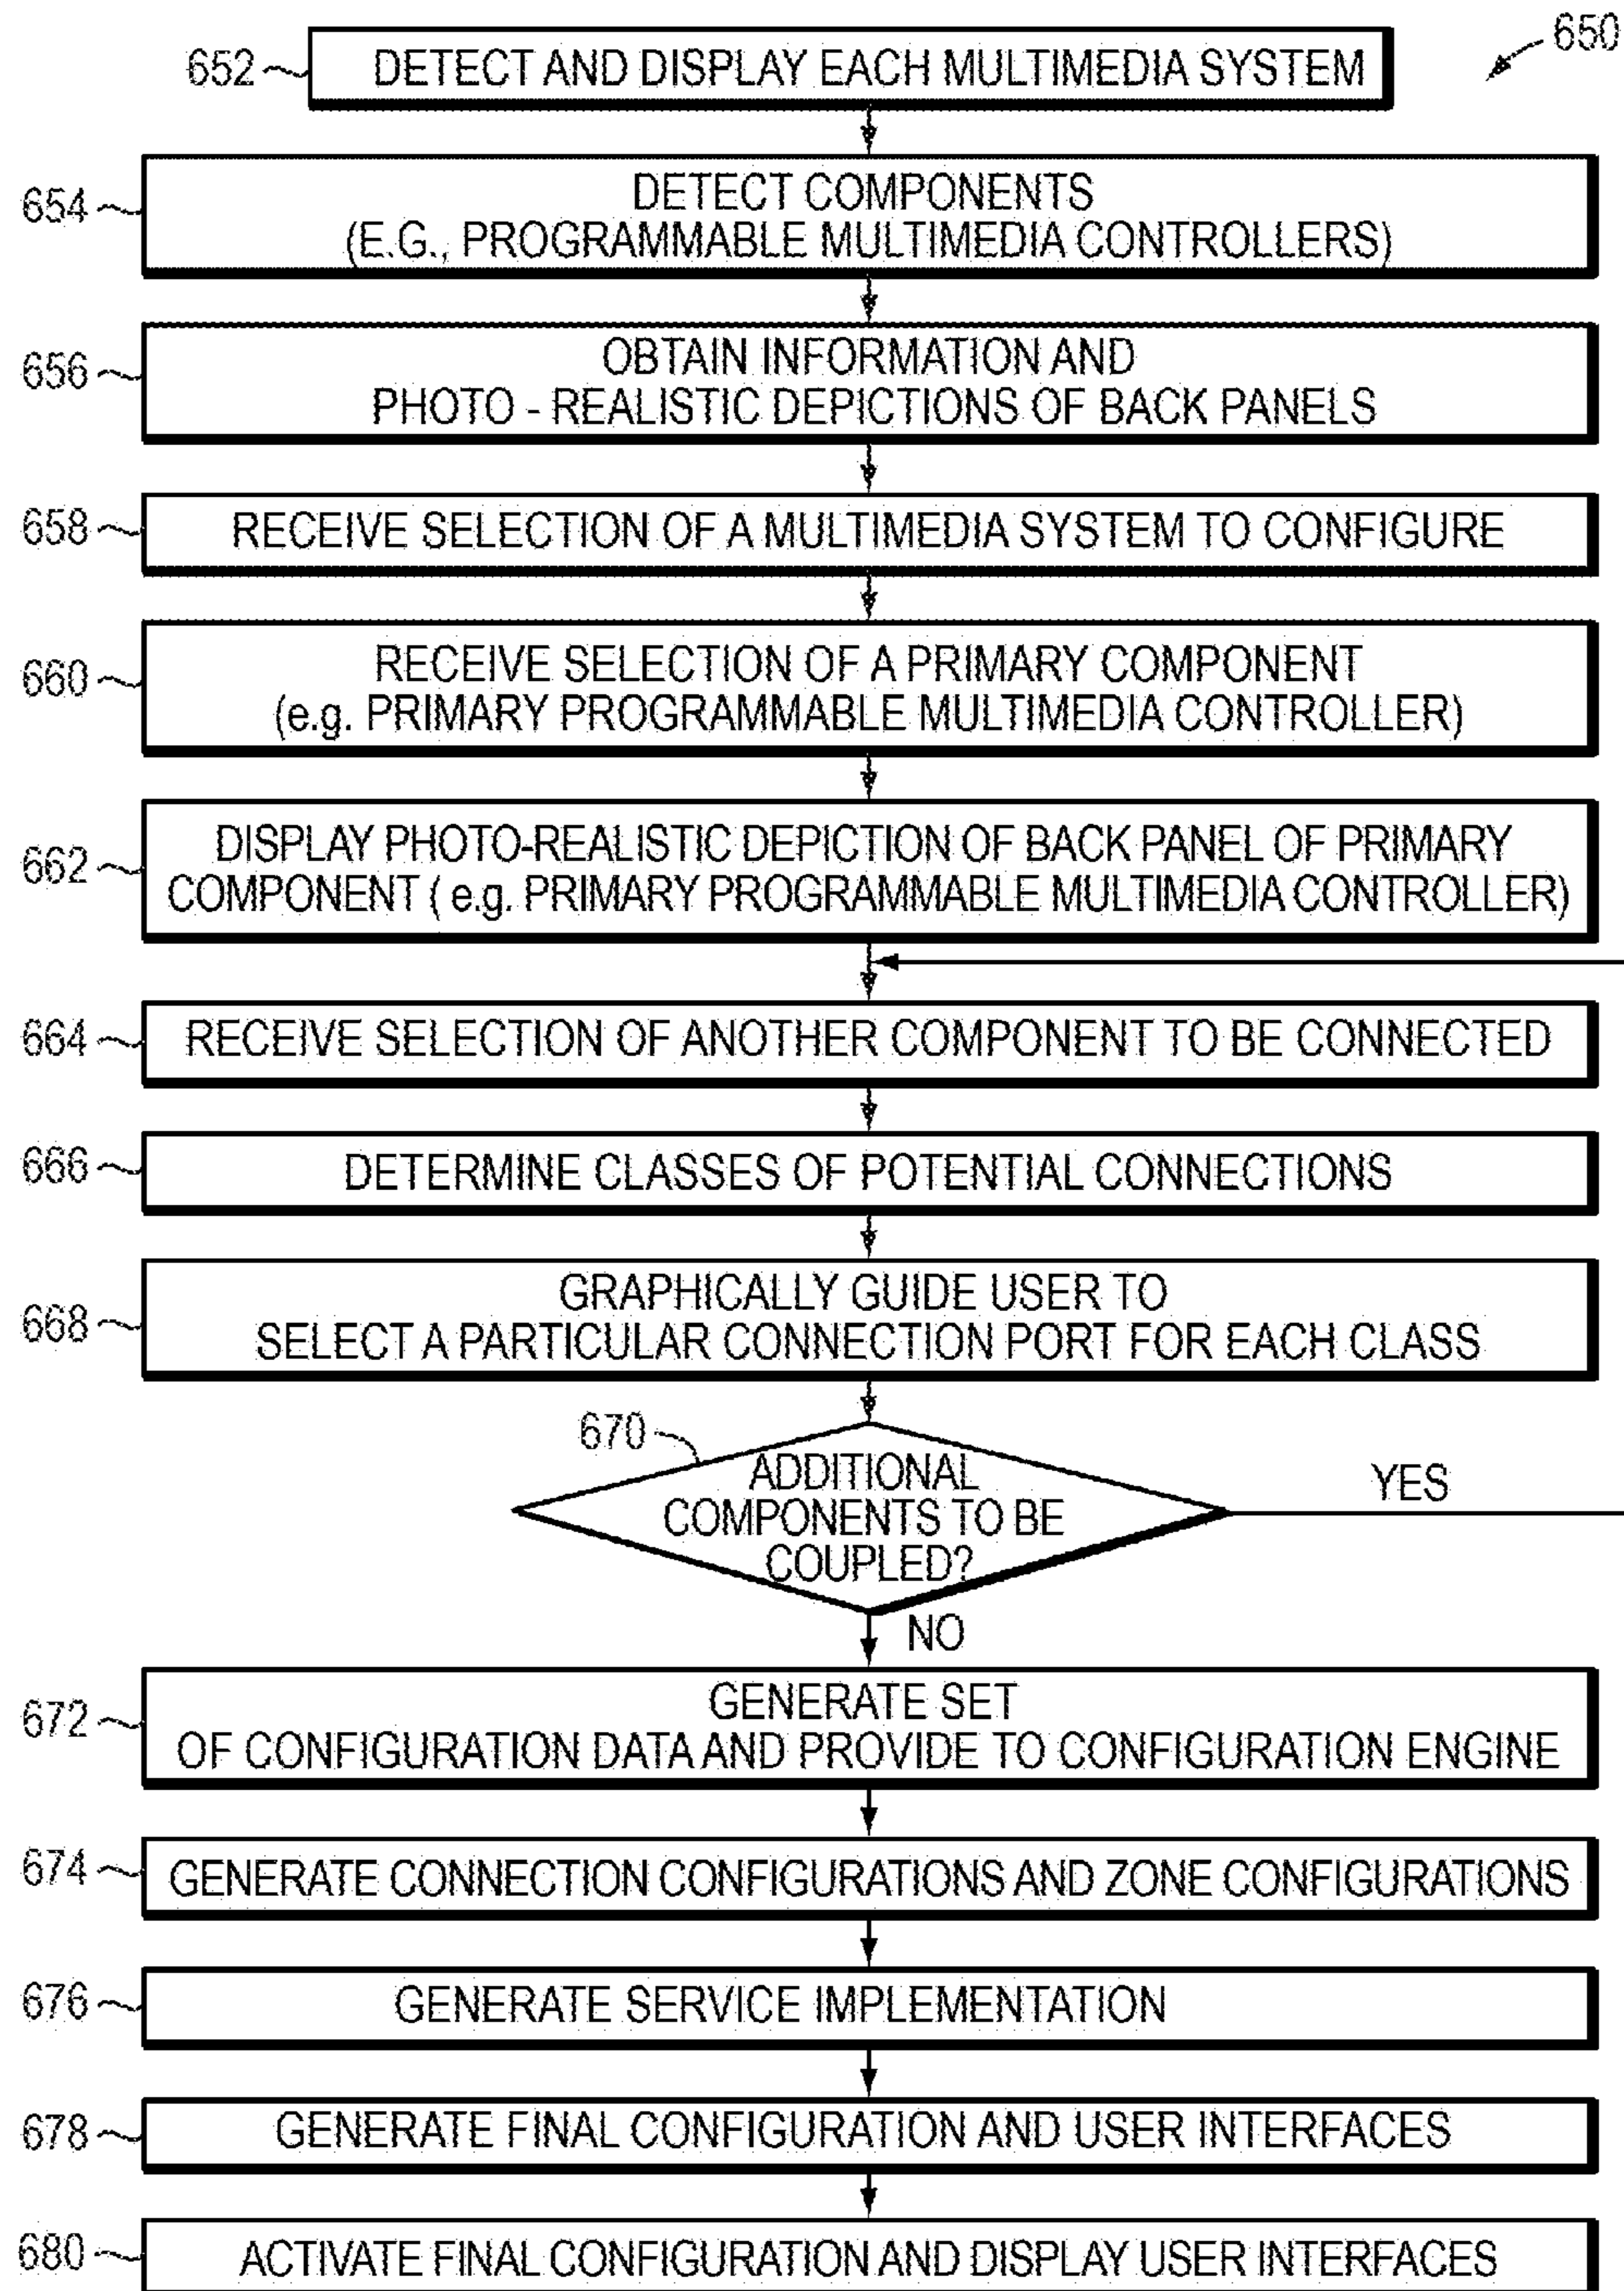 650
652 DETECT AND DISPLAY EACH MULTIMEDIA SYSTEM
654 DETECT COMPONENTS
(E.G., PROGRAMMABLE MULTIMEDIA CONTROLLERS)
656 OBTAIN INFORMATION AND
PHOTO - REALISTIC DEPICTIONS OF BACK PANELS
658 RECEIVE SELECTION OF A MULTIMEDIA SYSTEM TO CONFIGURE
660 RECEIVE SELECTION OF A PRIMARY COMPONENT
(e.g. PRIMARY PROGRAMMABLE MULTIMEDIA CONTROLLER)
662 DISPLAY PHOTO-REALISTIC DEPICTION OF BACK PANEL OF PRIMARY
COMPONENT ( e.g. PRIMARY PROGRAMMABLE MULTIMEDIA CONTROLLER)
664 RECEIVE SELECTION OF ANOTHER COMPONENT TO BE CONNECTED
666 DETERMINE CLASSES OF POTENTIAL CONNECTIONS
668 GRAPHICALLY GUIDE USER TO
SELECT A PARTICULAR CONNECTION PORT FOR EACH CLASS
670 ADDITIONAL
COMPONENTS TO BE
COUPLED?
YES
NO
672 GENERATE SET
OF CONFIGURATION DATA AND PROVIDE TO CONFIGURATION ENGINE
674 GENERATE CONNECTION CONFIGURATIONS AND ZONE CONFIGURATIONS
676 GENERATE SERVICE IMPLEMENTATION
678 GENERATE FINAL CONFIGURATION AND USER INTERFACES
680 ACTIVATE FINAL CONFIGURATION AND DISPLAY USER INTERFACES